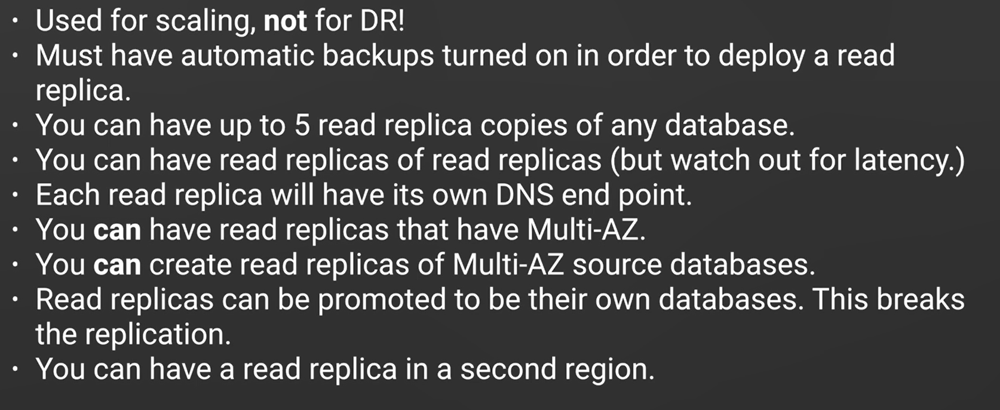 • Used for scaling, not for DR!
• Must have automatic backups turned on in order to deploy a read
replica.
• You can have up to 5 read replica copies of any database.
• You can have read replicas of read replicas (but watch out for latency.)
• Each read replica will have its own DNS end point.
• You can have read replicas that have Multi-AZ.
• You can create read replicas of Multi-AZ source databases.
• Read replicas can be promoted to be their own databases. This breaks
the replication.
• You can have a read replica in a second region.